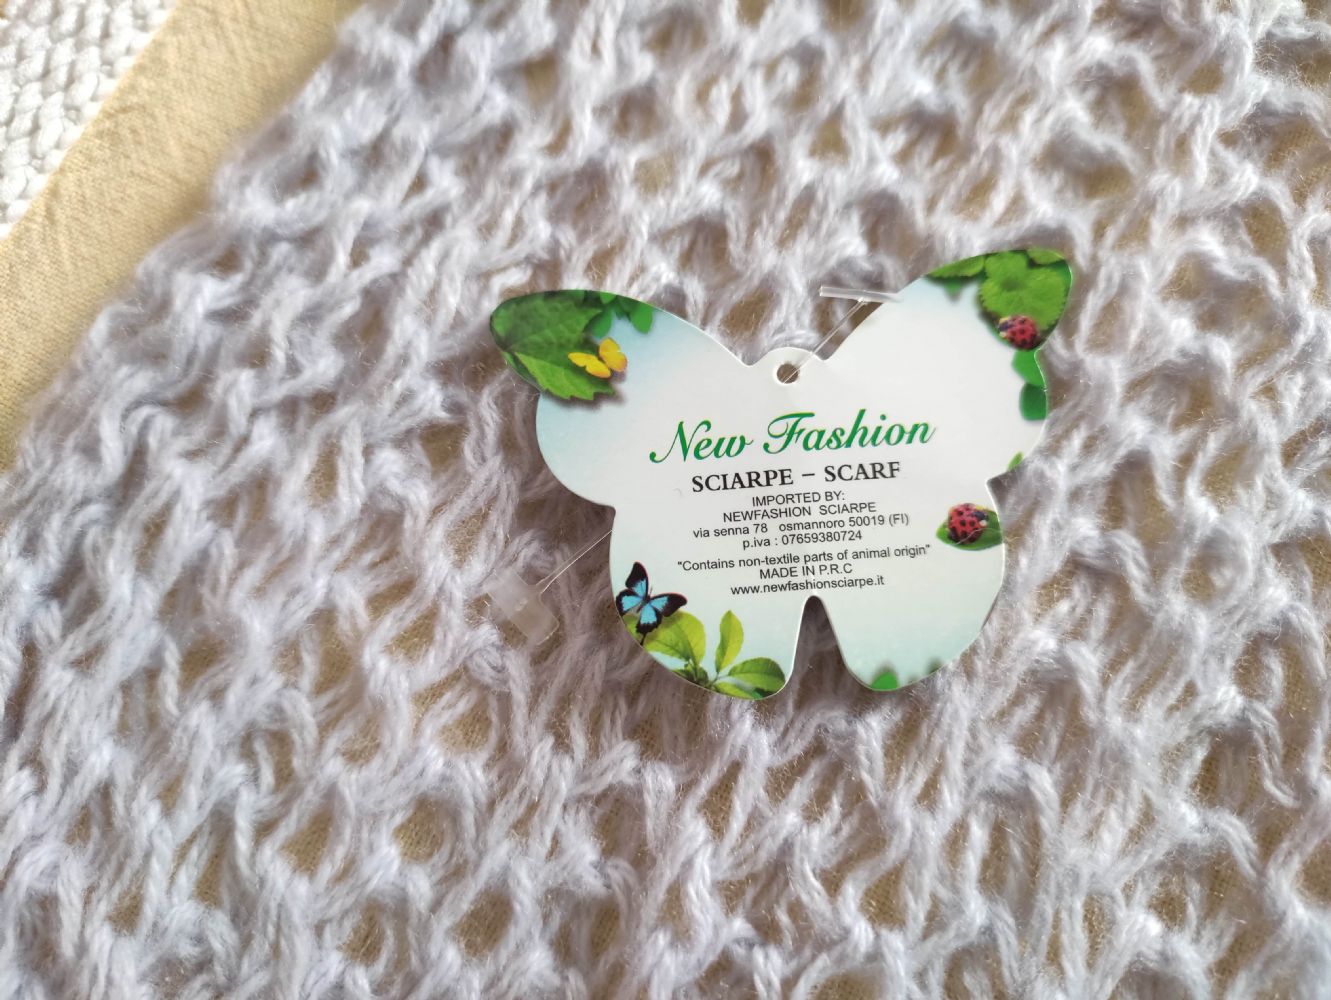 New Fashion
SCIARPE – SCARF
IMPORTED BY:
NEWFASHION SCIARPE
via senna 78 osmannoro 50019 (FI)
p.iva : 07659380724
"Contains non-textile parts of animal origin"
MADE IN P.R.C
www.newfashionsciarpe.it